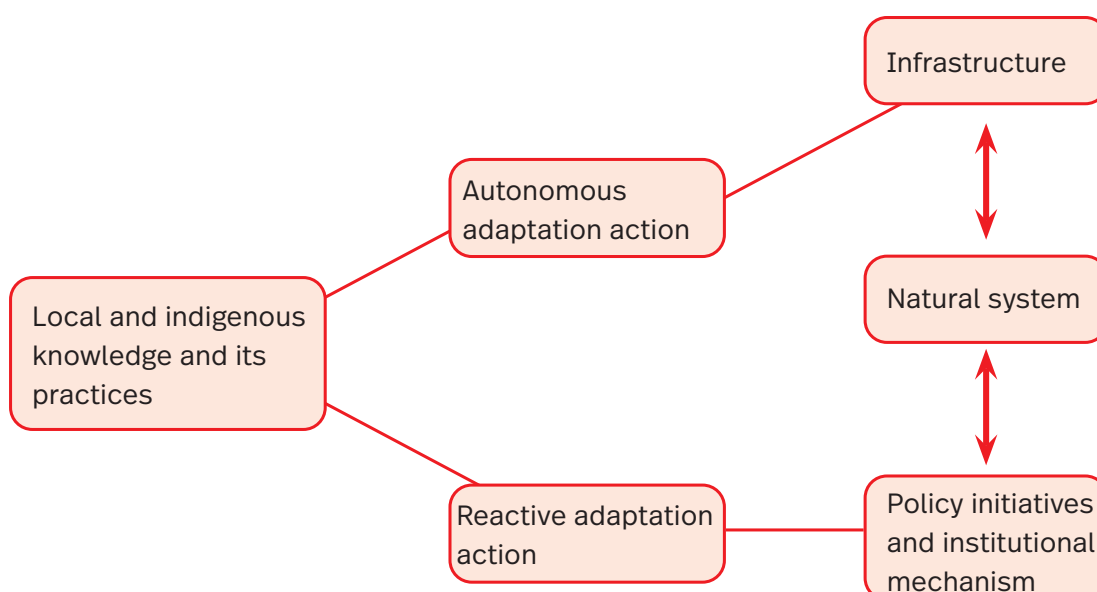 Infrastructure
Autonomous
adaptation action
Natural system
Local and indigenous
knowledge and its
practices
Reactive adaptation
action
Policy initiatives
and institutional
mechanism